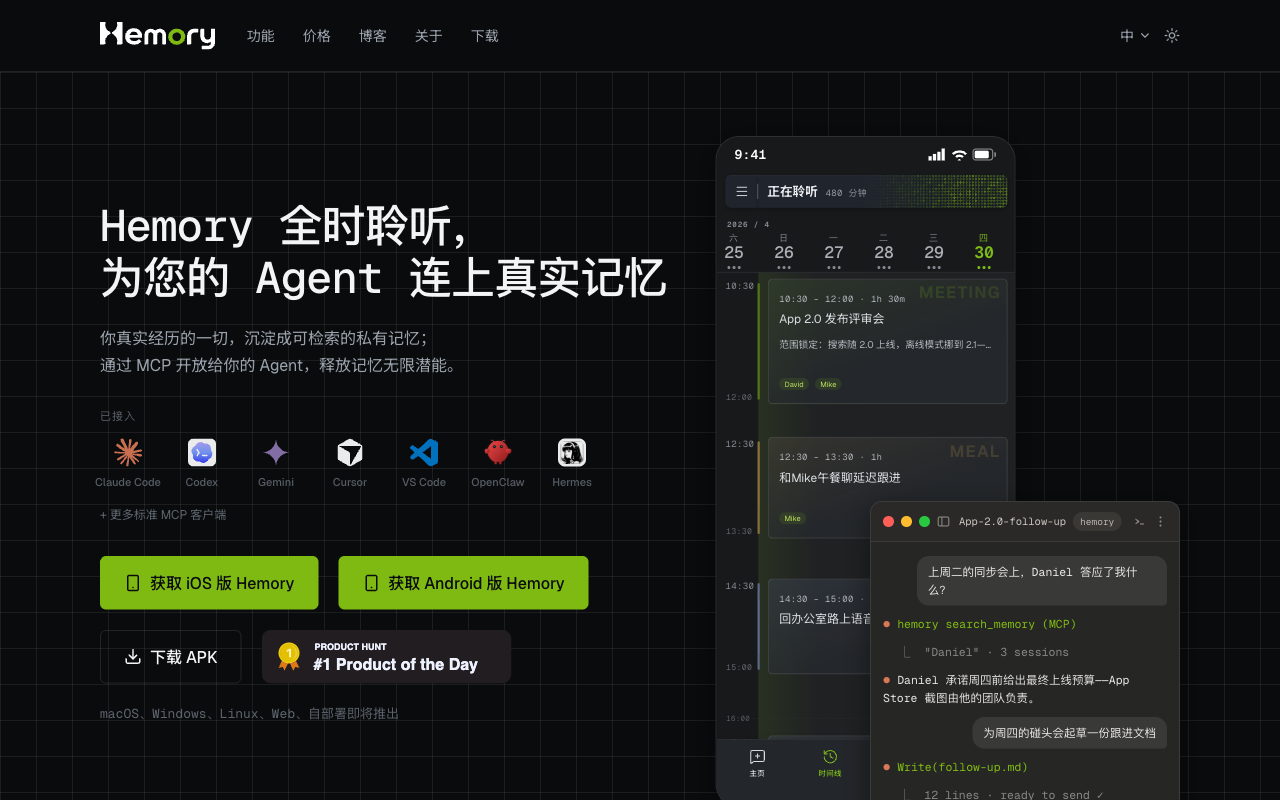 Hemory
功能
价格
博客
关于
下载
中
Hemory 全时聆听，
为您的 Agent 连上真实记忆
你真实经历的一切，沉淀成可检索的私有记忆；
通过 MCP 开放给你的 Agent，释放记忆无限潜能。
已接入
Claude Code
Codex
Gemini
Cursor
VS Code
OpenClaw
Hermes
+ 更多标准 MCP 客户端
获取 iOS 版 Hemory
获取 Android 版 Hemory
下载 APK
1
PRODUCT HUNT
#1 Product of the Day
macOS、Windows、Linux、Web、自部署即将推出
9:41
正在聆听 480 分钟
2026 / 4
六 日 一 二 三 四
25 26 27 28 29 30
10:30
MEETING
10:30 – 12:00 · 1h 30m
App 2.0 发布评审会
范围锁定：搜索随 2.0 上线，离线模式挪到 2.1—…
David
Mike
12:00
12:30
MEAL
12:30 – 13:30 · 1h
和Mike午餐聊延迟跟进
Mike
13:30
14:30
14:30 – 15:00 ·
回办公室路上语音
15:00
16:00
主页
时间线
App-2.0-follow-up
hemory
上周二的同步会上，Daniel 答应了我什
么？
hemory search_memory (MCP)
"Daniel" · 3 sessions
Daniel 承诺周四前给出最终上线预算——App
Store 截图由他的团队负责。
为周四的碰头会起草一份跟进文档
Write(follow-up.md)
12 lines · ready to send ✓